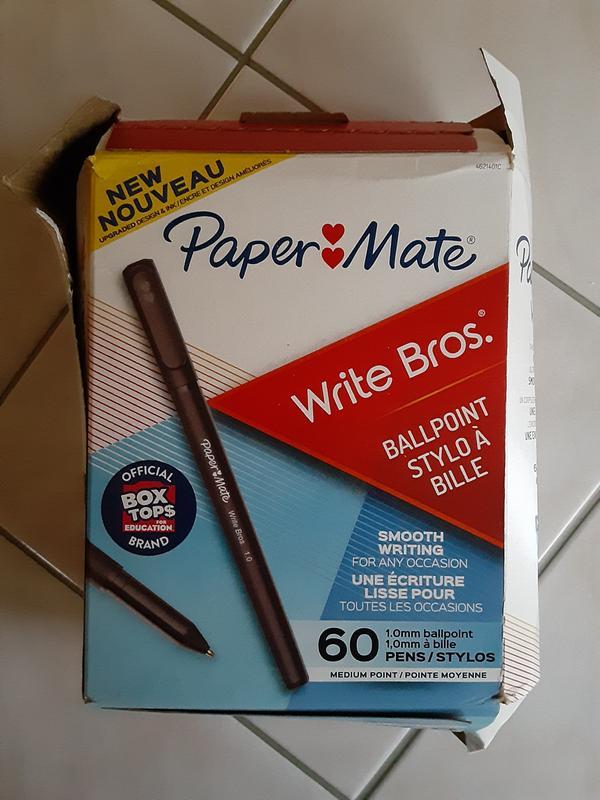 NEW
NOUVEAU
UPGRADED DESIGN & INK/ENCRE ET DESIGN AMÉLIORÉS
4621401C
Paper Mate®
Write Bros.®
BALLPOINT
STYLO À
BILLE
Paper Mate
Write Bros. 1.0
OFFICIAL
BOX
TOPS
FOR
EDUCATION
BRAND
SMOOTH
WRITING
FOR ANY OCCASION
UNE ÉCRITURE
LISSE POUR
TOUTES LES OCCASIONS
60
1.0mm ballpoint
1,0mm à bille
PENS / STYLOS
MEDIUM POINT / POINTE MOYENNE